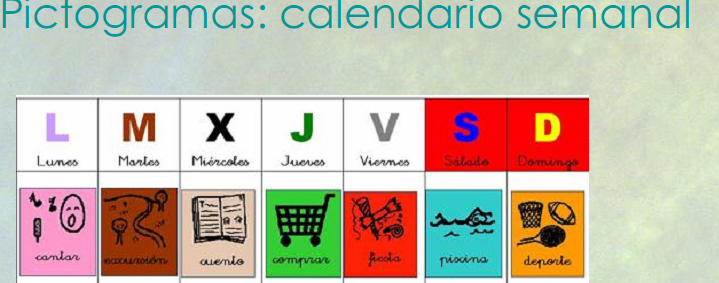 Pictogramas: calendario semanal
L M X J V S D
Lunes Martes Miércoles Jueves Viernes Sábado Domingo
cantar excursión cuento comprar fiesta piscina deporte